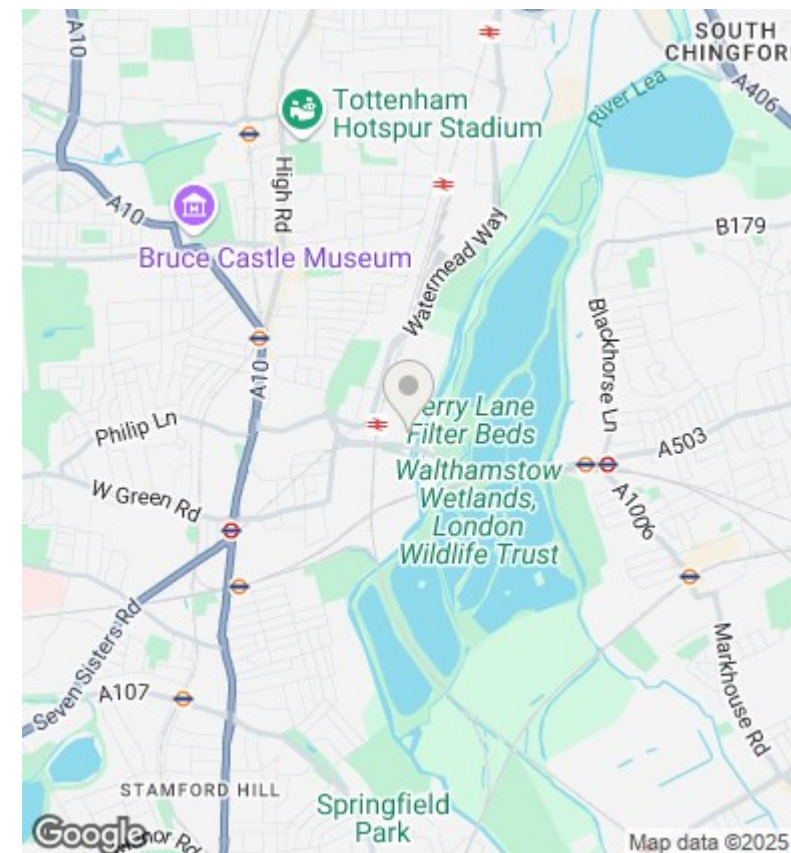 A10
SOUTH
CHINGFOR
A406
River Lea
Tottenham
Hotspur Stadium
High Rd
A10
B179
Bruce Castle Museum
Watermead Way
Blackhorse Ln
A10
Philip Ln
erry Lane
Filter Beds
A503
Walthamstow
Wetlands,
London
Wildlife Trust
W Green Rd
A1006
Seven Sisters Rd
Markhouse Rd
A107
STAMFORD HILL
Springfield
Park
Google
nor Rd
Map data ©2025